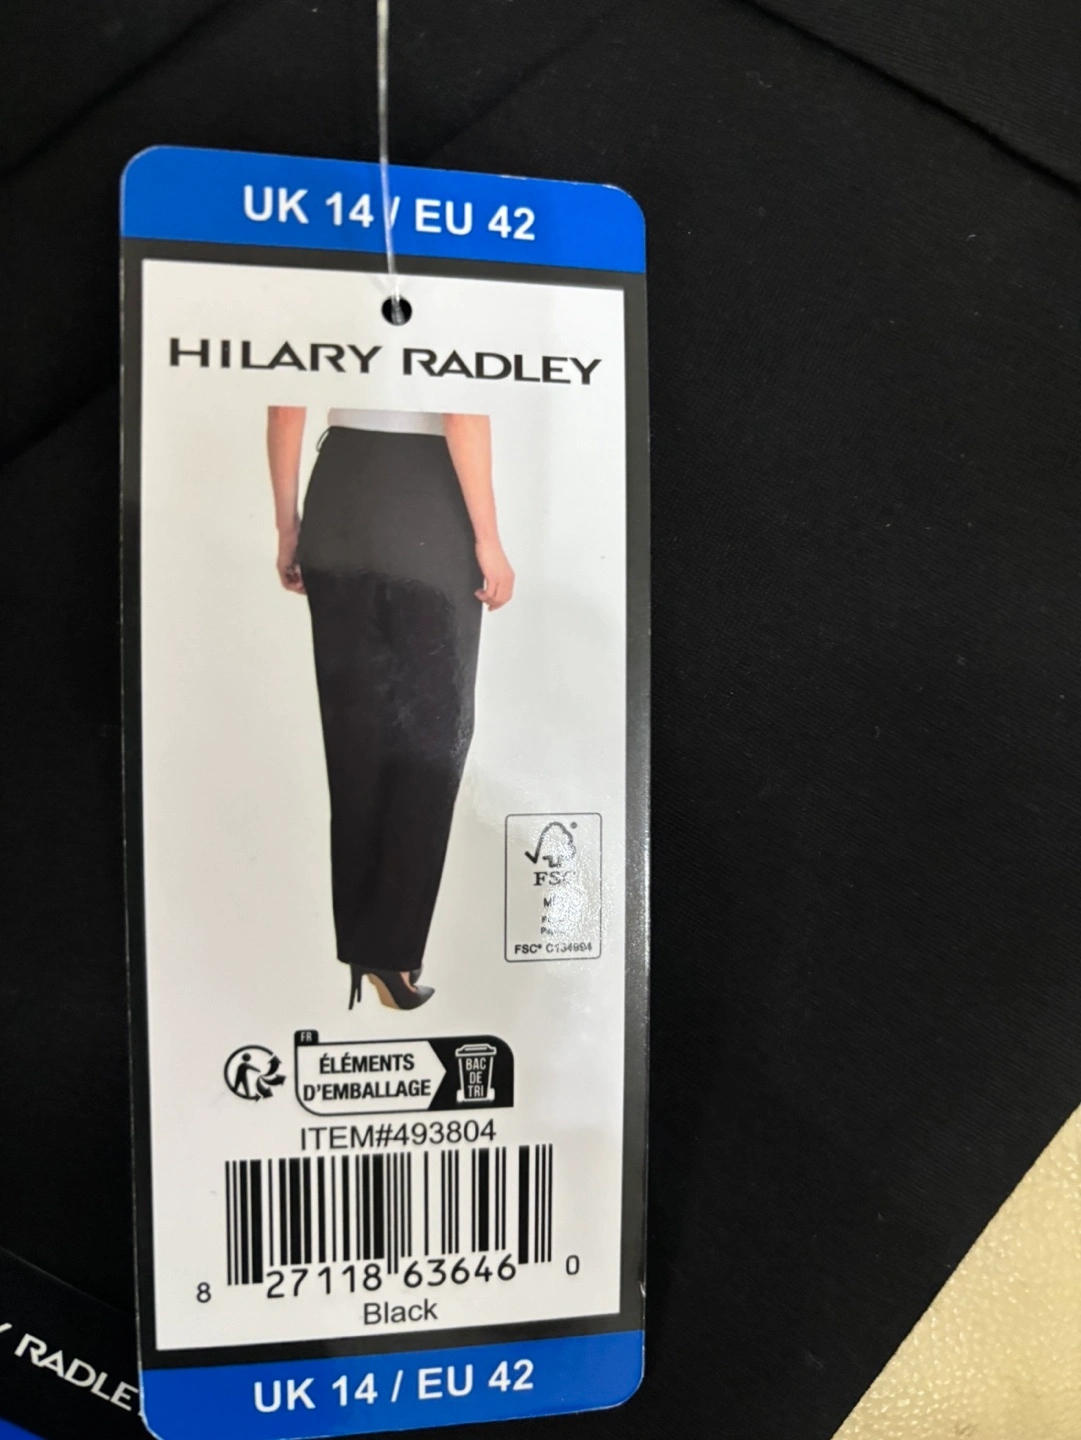 UK 14 / EU 42
HILARY RADLEY
FSC
FSC® C134994
FR
ÉLÉMENTS
D'EMBALLAGE
BAC
DE
TRI
ITEM#493804
8 27118 63646 0
Black
UK 14 / EU 42
RADLE